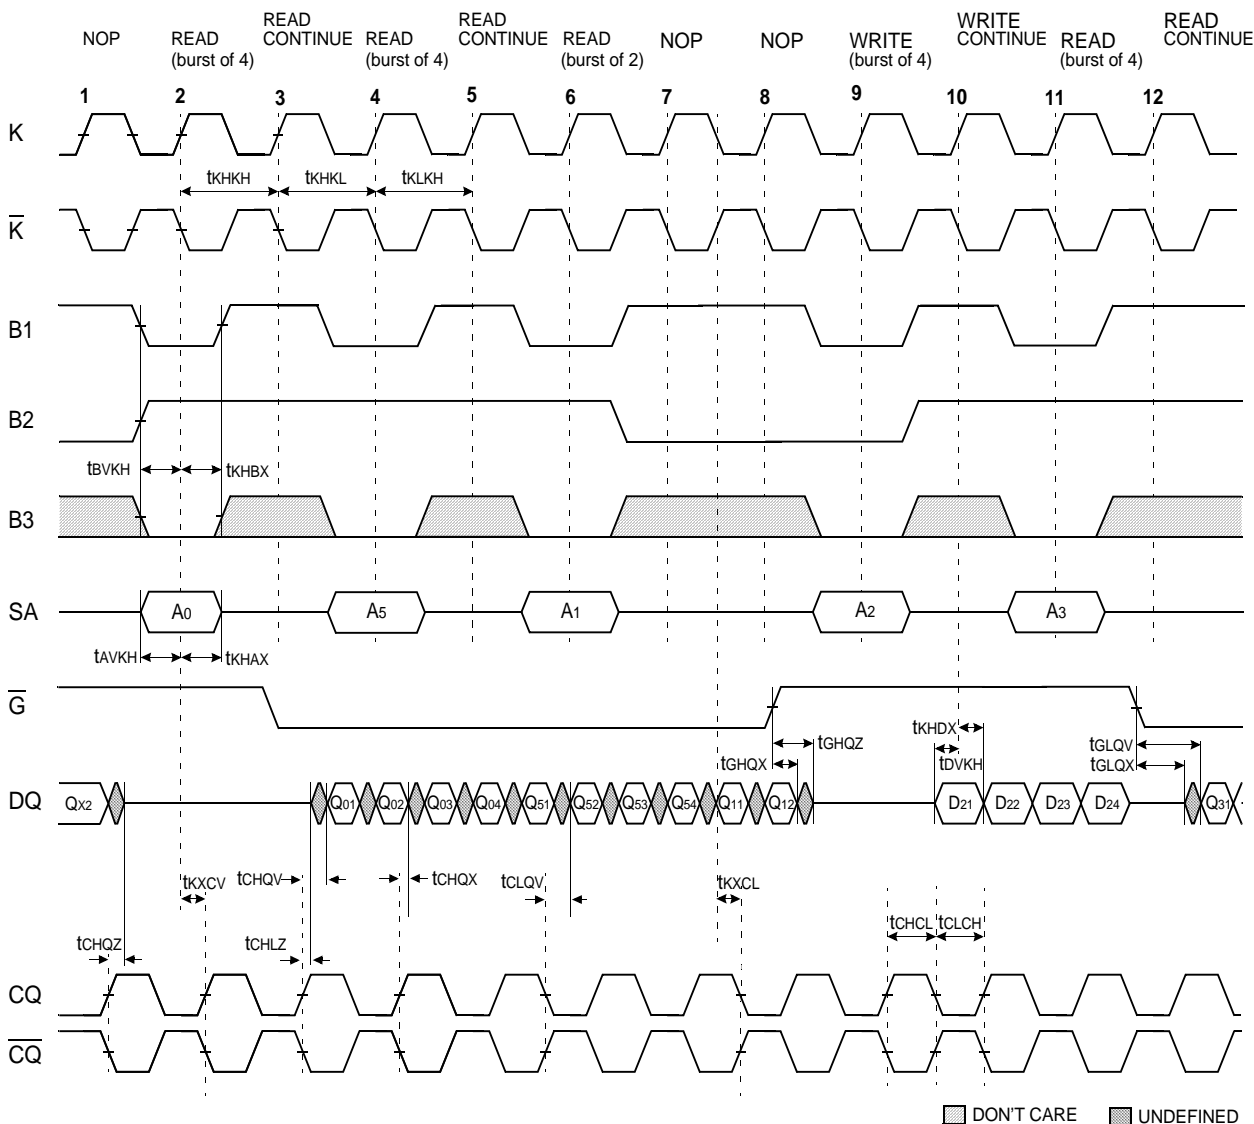 NOP READ (burst of 4) READ CONTINUE READ (burst of 4) READ CONTINUE READ (burst of 2) NOP NOP WRITE (burst of 4) WRITE CONTINUE READ (burst of 4) READ CONTINUE
1 2 3 4 5 6 7 8 9 10 11 12
K
tKHKH tKHKL tKLKH
K
B1
B2
tBVKH tKHBX
B3
SA A0 A5 A1 A2 A3
tAVKH tKHAX
G
tKHDX tGHQZ tGLQV
tGHQX tDVKH tGLQX
DQ QX2 Q01 Q02 Q03 Q04 Q51 Q52 Q53 Q54 Q11 Q12 D21 D22 D23 D24 Q31
tKXCV tCHQV tCHQX tCLQV tKXCL
tCHQZ tCHLZ tCHCL tCLCH
CQ
CQ
DON'T CARE UNDEFINED